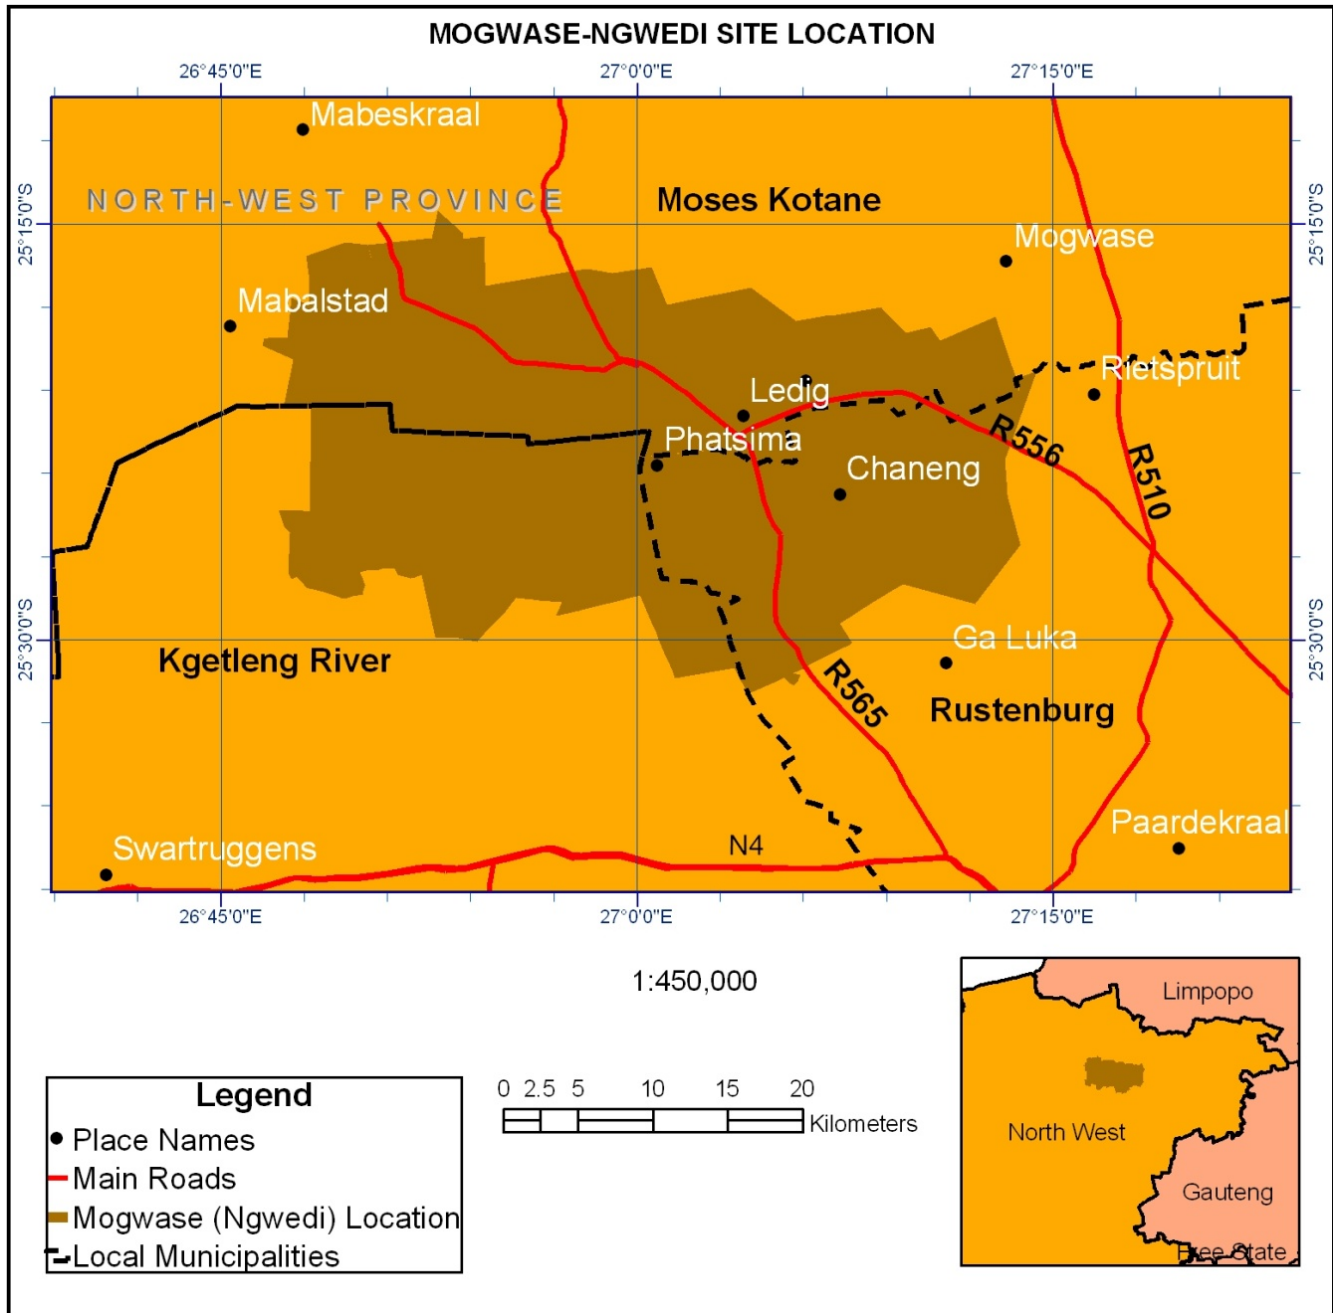 MOGWASE-NGWEDI SITE LOCATION
26°45'0"E 27°0'0"E 27°15'0"E
Mabeskraal
NORTH-WEST PROVINCE
Moses Kotane
25°15'0"S 25°15'0"S
Mogwase
Mabalstad
Rietspruit
Ledig
Phatsima
R556
Chaneng
R510
25°30'0"S 25°30'0"S
Ga Luka
Kgetleng River
R565
Rustenburg
Paardekraal
Swartruggens
N4
26°45'0"E 27°0'0"E 27°15'0"E
1:450,000
0 2.5 5 10 15 20
Kilometers
Legend
Place Names
Main Roads
Mogwase (Ngwedi) Location
Local Municipalities
Limpopo
North West
Gauteng
Free State